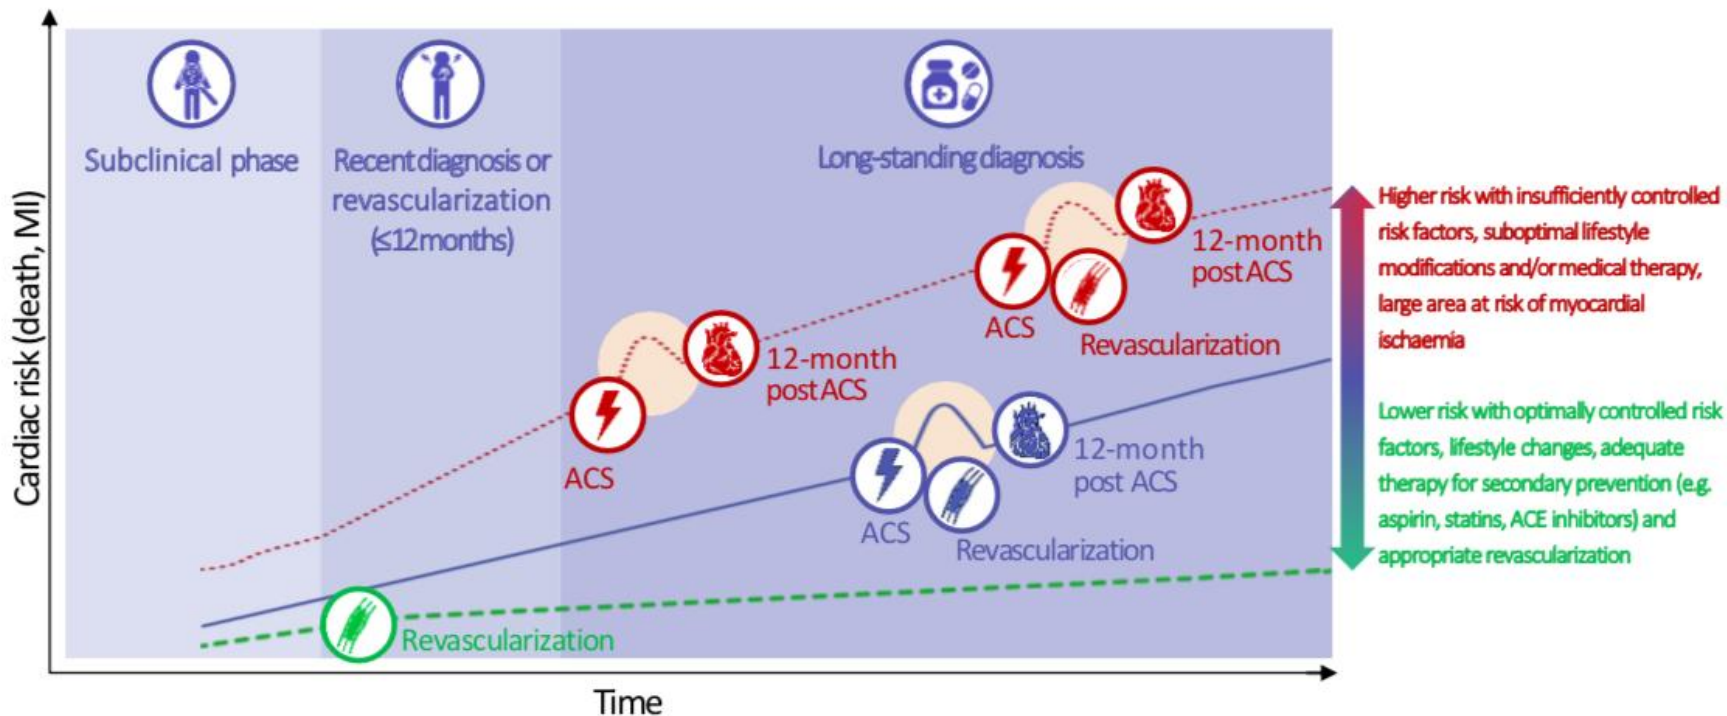 Cardiac risk (death, MI)
Subclinical phase
Recent diagnosis or
revascularization
(≤12 months)
Long-standing diagnosis
ACS
12-month
post ACS
ACS
Revascularization
12-month
post ACS
ACS
Revascularization
12-month
post ACS
Revascularization
Time
Higher risk with insufficiently controlled
risk factors, suboptimal lifestyle
modifications and/or medical therapy,
large area at risk of myocardial
ischaemia
Lower risk with optimally controlled risk
factors, lifestyle changes, adequate
therapy for secondary prevention (e.g.
aspirin, statins, ACE inhibitors) and
appropriate revascularization